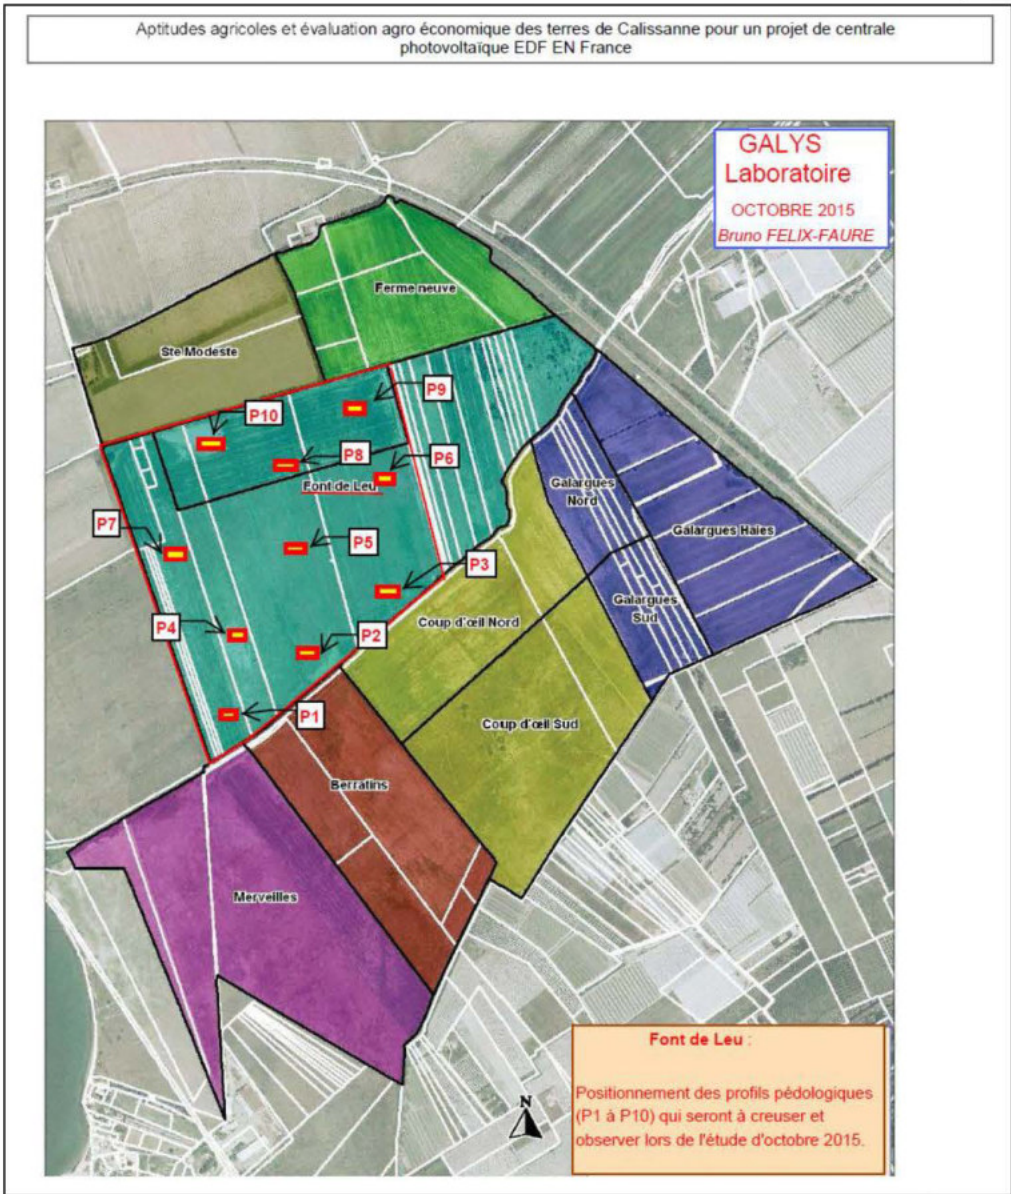 Aptitudes agricoles et évaluation agro économique des terres de Calissanne pour un projet de centrale
photovoltaïque EDF EN France
GALYS
Laboratoire
OCTOBRE 2015
Bruno FELIX-FAURE
Ferme neuve
Ste Modeste
P9
P10
P8
P6
Font de Leu
Galargues
Nord
P7
P5
Galargues Haies
P3
Galargues
Sud
P4
P2
Coup d'œil Nord
P1
Coup d'œil Sud
Berratins
Merveilles
N
Font de Leu :
Positionnement des profils pédologiques
(P1 à P10) qui seront à creuser et
observer lors de l'étude d'octobre 2015.